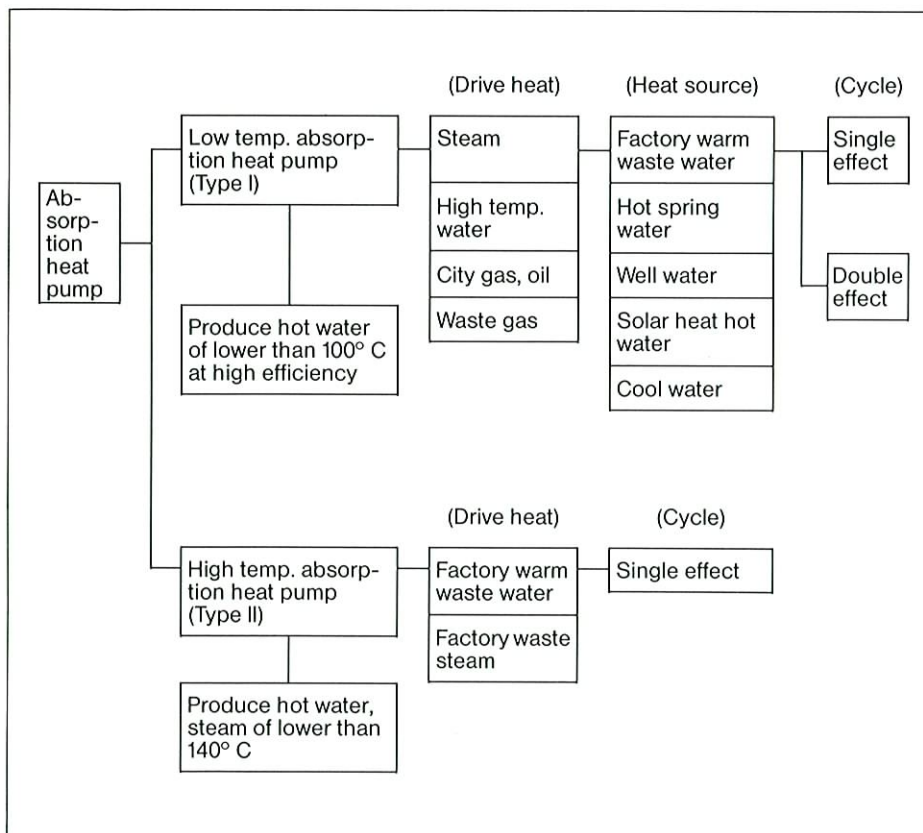 (Drive heat)
(Heat source)
(Cycle)
Ab-
sorp-
tion
heat
pump
Low temp. absorp-
tion heat pump
(Type I)
Produce hot water
of lower than 100° C
at high efficiency
Steam
High temp.
water
City gas, oil
Waste gas
Factory warm
waste water
Hot spring
water
Well water
Solar heat hot
water
Cool water
Single
effect
Double
effect
(Drive heat)
(Cycle)
High temp. absorp-
tion heat pump
(Type II)
Produce hot water,
steam of lower than
140° C
Factory warm
waste water
Factory waste
steam
Single effect